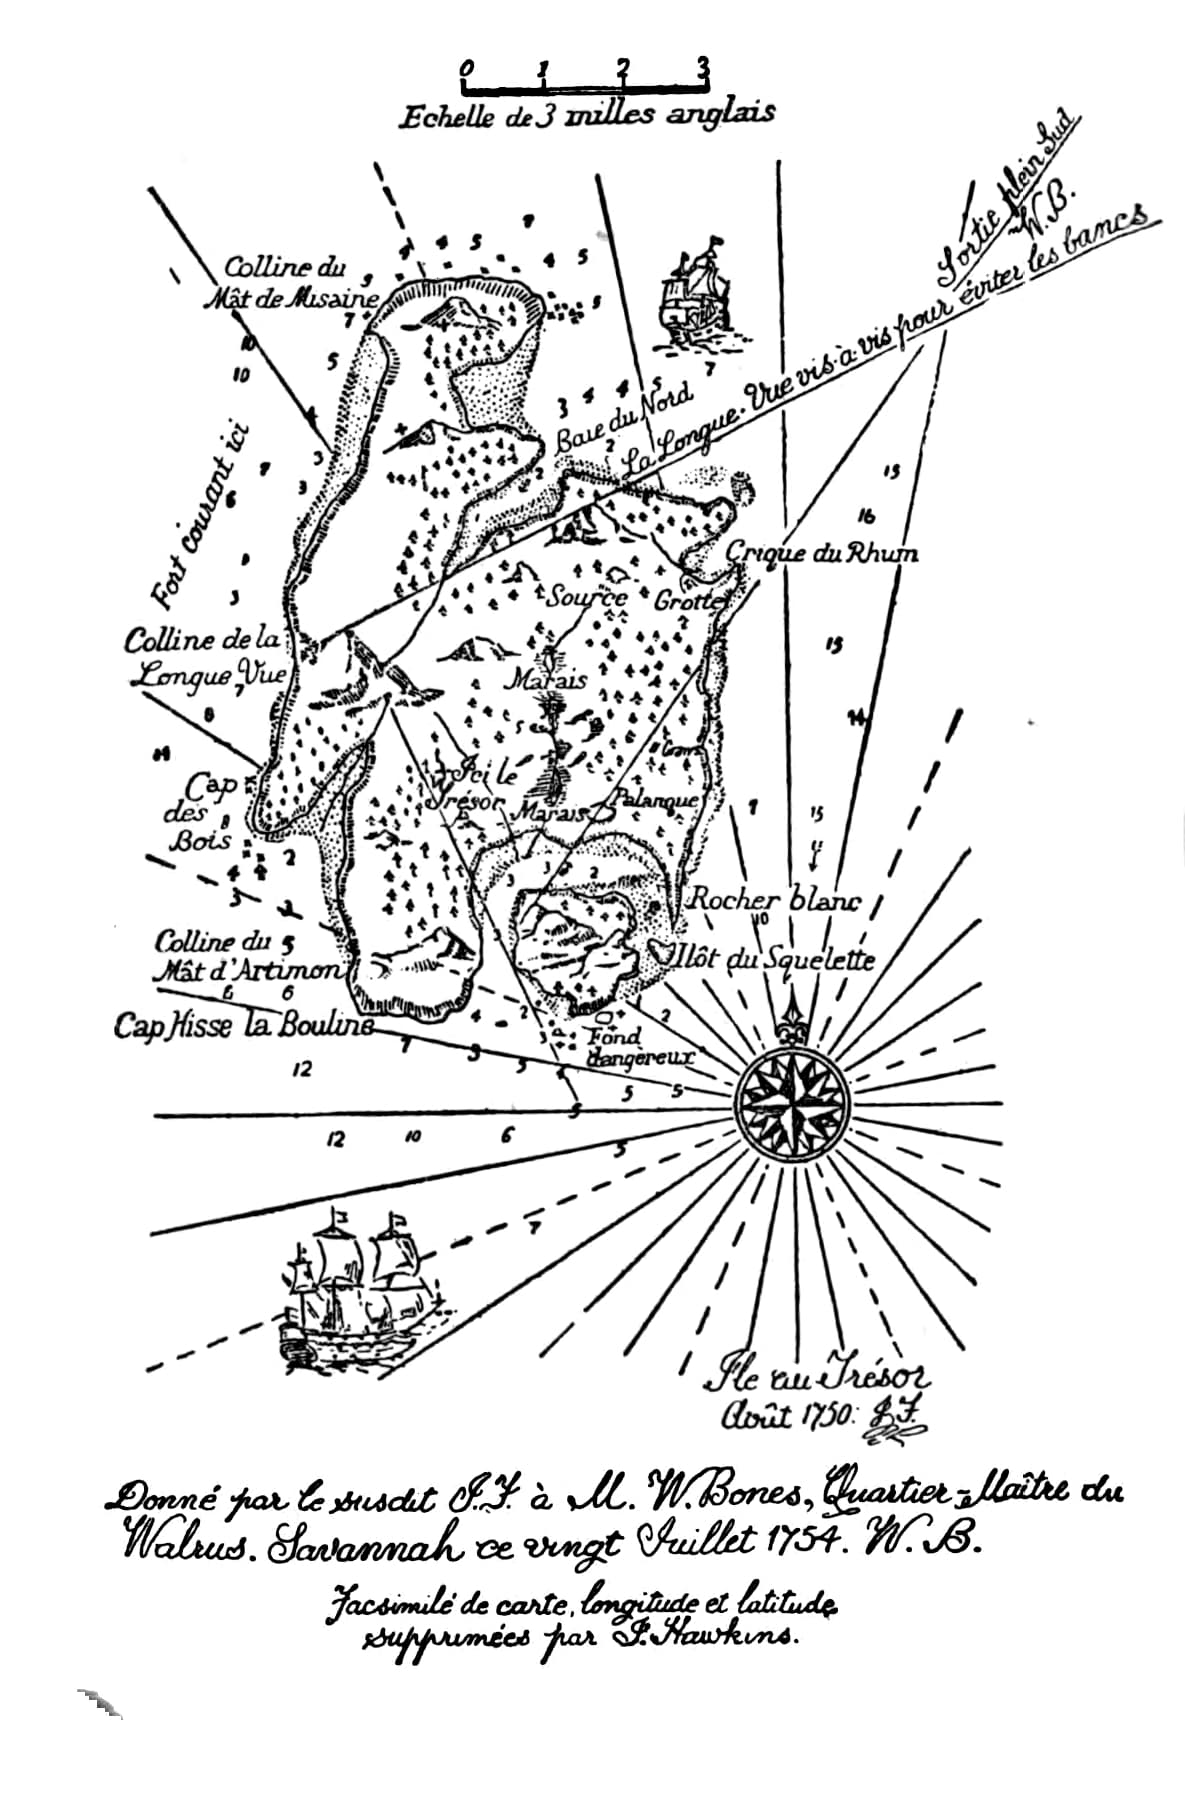 0 1 2 3
Echelle de 3 milles anglais
Sortie plein Sud
W.B.
La Longue-Vue vis-à-vis pour éviter les bancs
Colline du
Mât de Misaine
Baie du Nord
Fort courant ici
Crique du Rhum
Source
Grotte
Colline de la
Longue-Vue
Marais
Ici le
Trésor
Marais
Palanque
Cap
des
Bois
Rocher blanc
Colline du
Mât d'Artimon
Ilôt du Squelette
Cap Hisse la Bouline
Fond
dangereux
Ile au Trésor
Août 1750: J.F.
Donné par le susdit J.F. à M. W. Bones, Quartier-Maître du
Walrus. Savannah ce vingt Juillet 1754. W. B.
Facsimilé de carte, longitude et latitude
supprimées par J. Hawkins.